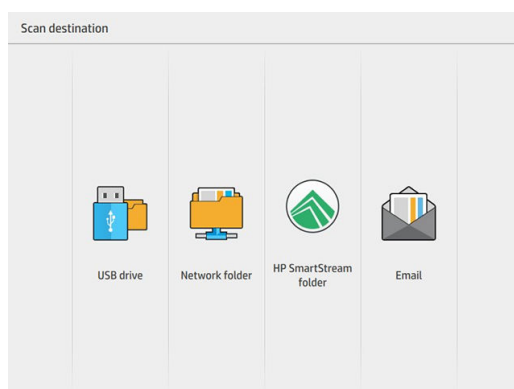 Scan destination
USB drive
Network folder
HP SmartStream
folder
Email